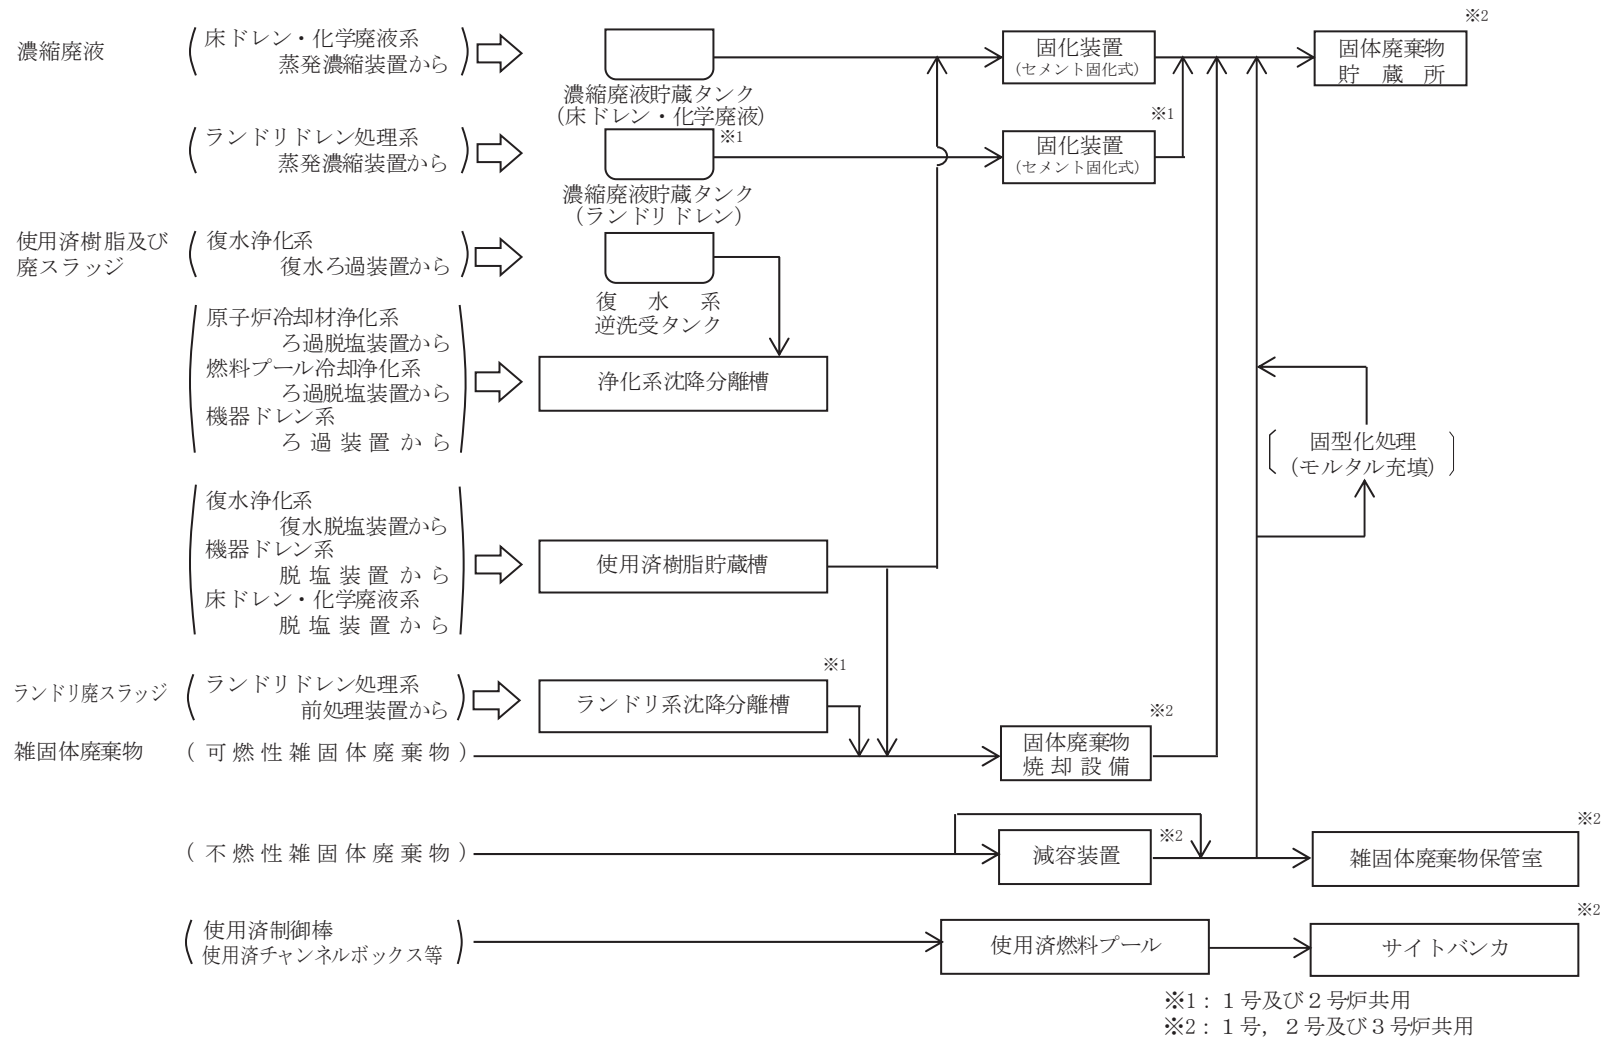 ※2
濃縮廃液
床ドレン・化学廃液系
蒸発濃縮装置から
濃縮廃液貯蔵タンク
(床ドレン・化学廃液)
固化装置
(セメント固化式)
固体廃棄物
貯 蔵 所
ランドリドレン処理系
蒸発濃縮装置から
※1
濃縮廃液貯蔵タンク
(ランドリドレン)
※1
固化装置
(セメント固化式)
使用済樹脂及び
廃スラッジ
復水浄化系
復水ろ過装置から
復 水 系
逆洗受タンク
原子炉冷却材浄化系
ろ過脱塩装置から
燃料プール冷却浄化系
ろ過脱塩装置から
機器ドレン系
ろ過装置から
浄化系沈降分離槽
固型化処理
(モルタル充填)
復水浄化系
復水脱塩装置から
機器ドレン系
脱塩装置から
床ドレン・化学廃液系
脱塩装置から
使用済樹脂貯蔵槽
ランドリ廃スラッジ
ランドリドレン処理系
前処理装置から
※1
ランドリ系沈降分離槽
雑固体廃棄物
(可燃性雑固体廃棄物)
※2
固体廃棄物
焼却設備
(不燃性雑固体廃棄物)
※2
減容装置
※2
雑固体廃棄物保管室
使用済制御棒
使用済チャンネルボックス等
使用済燃料プール
※2
サイトバンカ
※1：1号及び2号炉共用
※2：1号，2号及び3号炉共用